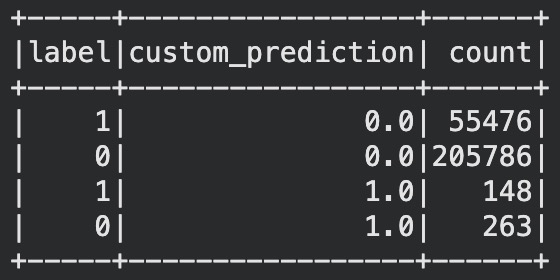 +-----+-----------------+------+
|label|custom_prediction| count|
+-----+-----------------+------+
|    1|              0.0| 55476|
|    0|              0.0|205786|
|    1|              1.0|   148|
|    0|              1.0|   263|
+-----+-----------------+------+